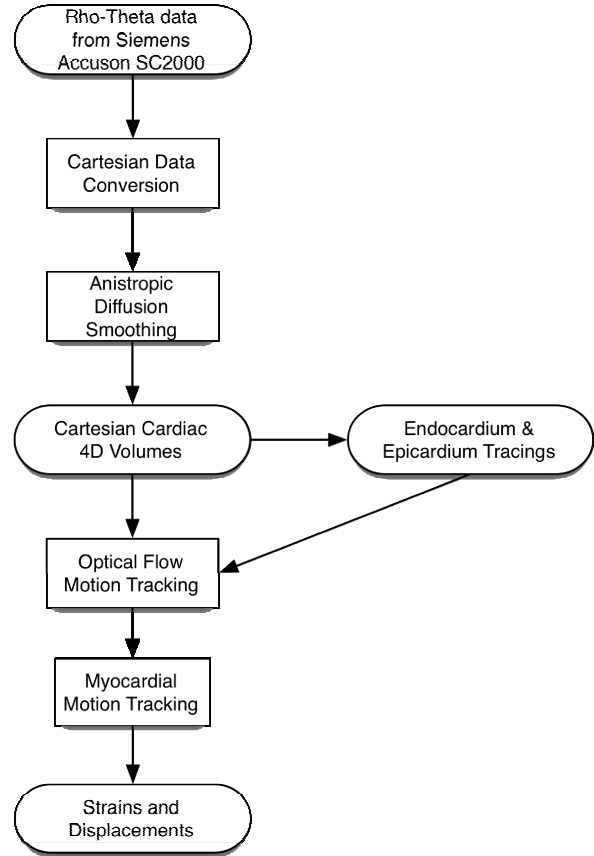 Rho-Theta data
from Siemens
Accuson SC2000
Cartesian Data
Conversion
Anistropic
Diffusion
Smoothing
Cartesian Cardiac
4D Volumes
Endocardium &
Epicardium Tracings
Optical Flow
Motion Tracking
Myocardial
Motion Tracking
Strains and
Displacements